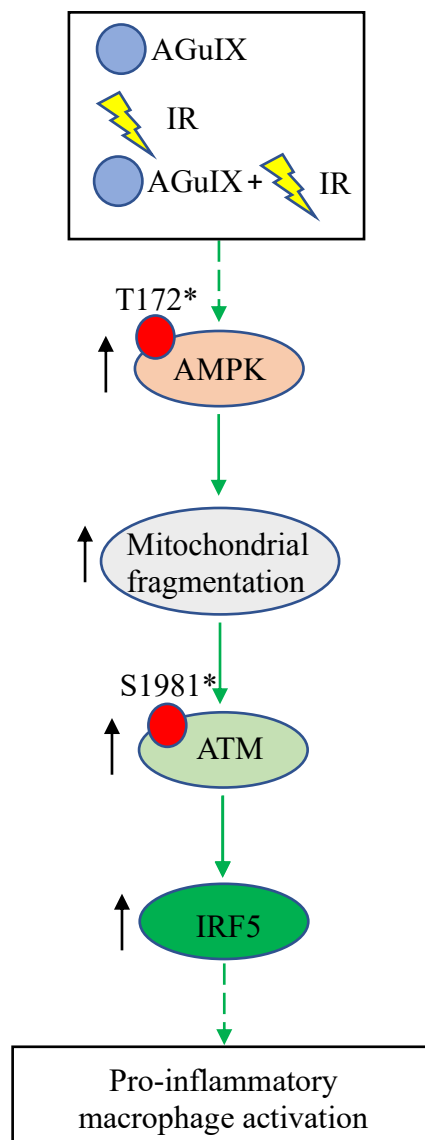 AGuIX
IR
AGuIX + IR
T172*
AMPK
Mitochondrial
fragmentation
S1981*
ATM
IRF5
Pro-inflammatory
macrophage activation